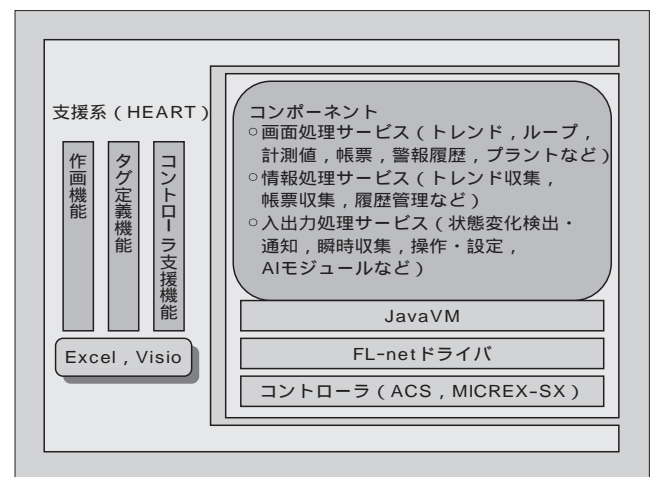 支援系（HEART）
作画機能
タグ定義機能
コントローラ支援機能
Excel，Visio
コンポーネント
○画面処理サービス（トレンド，ループ，
計測値，帳票，警報履歴，プラントなど）
○情報処理サービス（トレンド収集，
帳票収集，履歴管理など）
○入出力処理サービス（状態変化検出・
通知，瞬時収集，操作・設定，
AIモジュールなど）
JavaVM
FL-netドライバ
コントローラ（ACS，MICREX-SX）